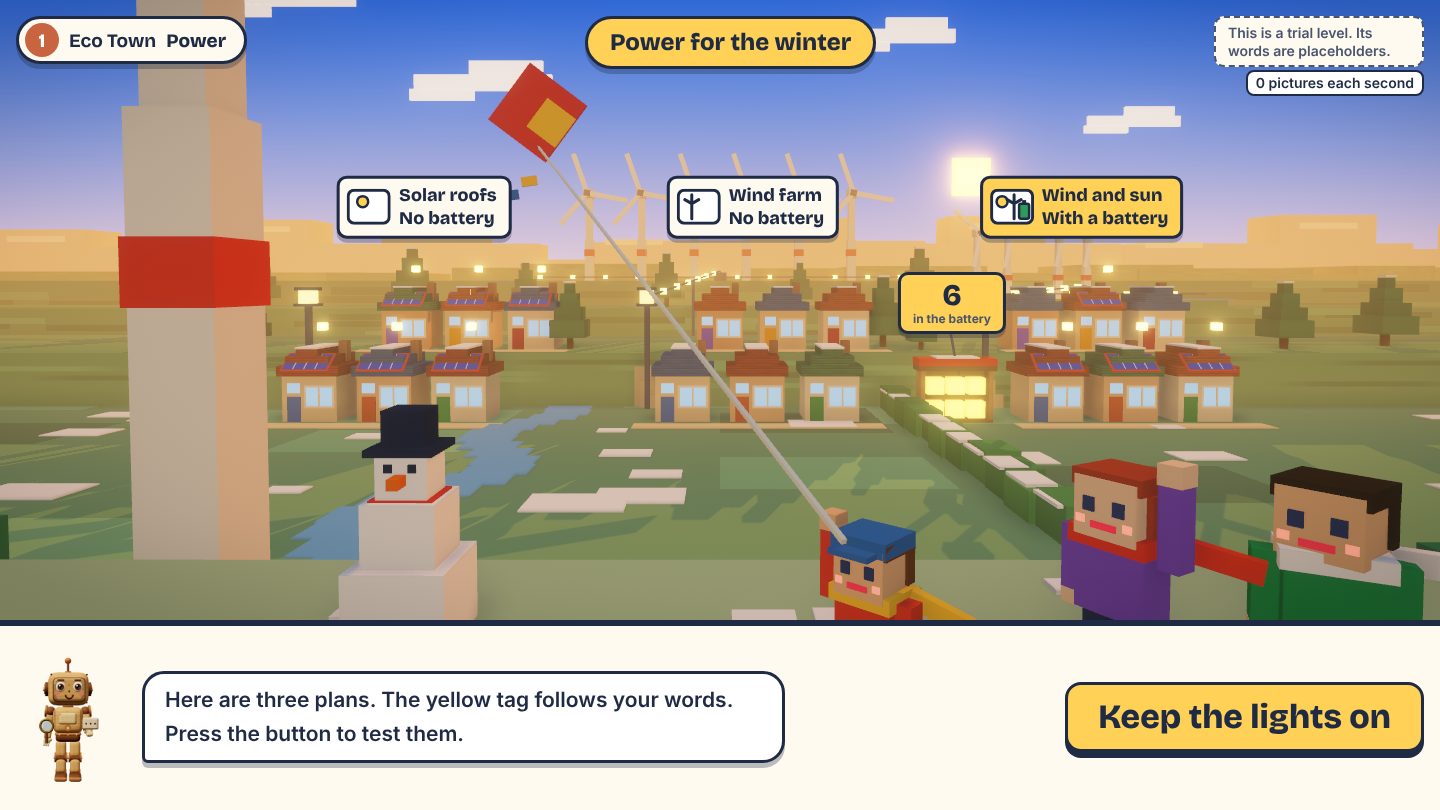 1 Eco Town Power
Power for the winter
This is a trial level. Its
words are placeholders.
0 pictures each second
Solar roofs
No battery
Wind farm
No battery
Wind and sun
With a battery
6
in the battery
Here are three plans. The yellow tag follows your words.
Press the button to test them.
Keep the lights on